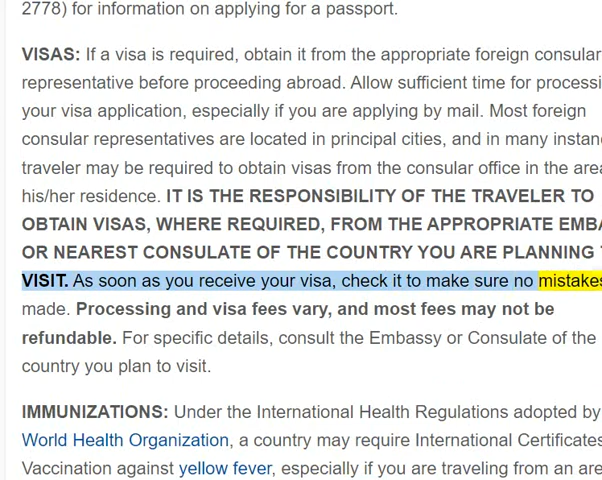 2778) for information on applying for a passport.
VISAS: If a visa is required, obtain it from the appropriate foreign consular
representative before proceeding abroad. Allow sufficient time for processi
your visa application, especially if you are applying by mail. Most foreign
consular representatives are located in principal cities, and in many instan
traveler may be required to obtain visas from the consular office in the area
his/her residence. IT IS THE RESPONSIBILITY OF THE TRAVELER TO
OBTAIN VISAS, WHERE REQUIRED, FROM THE APPROPRIATE EMBA
OR NEAREST CONSULATE OF THE COUNTRY YOU ARE PLANNING
VISIT. As soon as you receive your visa, check it to make sure no mistakes
made. Processing and visa fees vary, and most fees may not be
refundable. For specific details, consult the Embassy or Consulate of the
country you plan to visit.
IMMUNIZATIONS: Under the International Health Regulations adopted by
World Health Organization, a country may require International Certificates
Vaccination against yellow fever, especially if you are traveling from an are